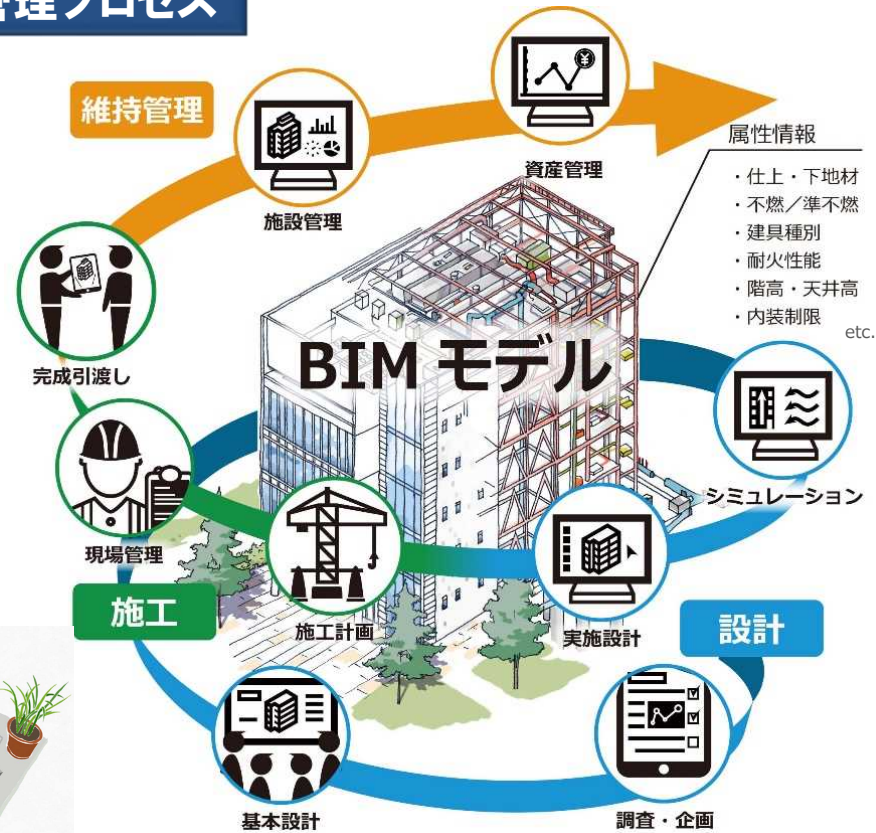 管理プロセス
維持管理
資産管理
施設管理
属性情報
・仕上・下地材
・不燃／準不燃
・建具種別
・耐火性能
・階高・天井高
・内装制限
etc.
完成引渡し
BIM モデル
シミュレーション
現場管理
施工
施工計画
実施設計
設計
基本設計
調査・企画